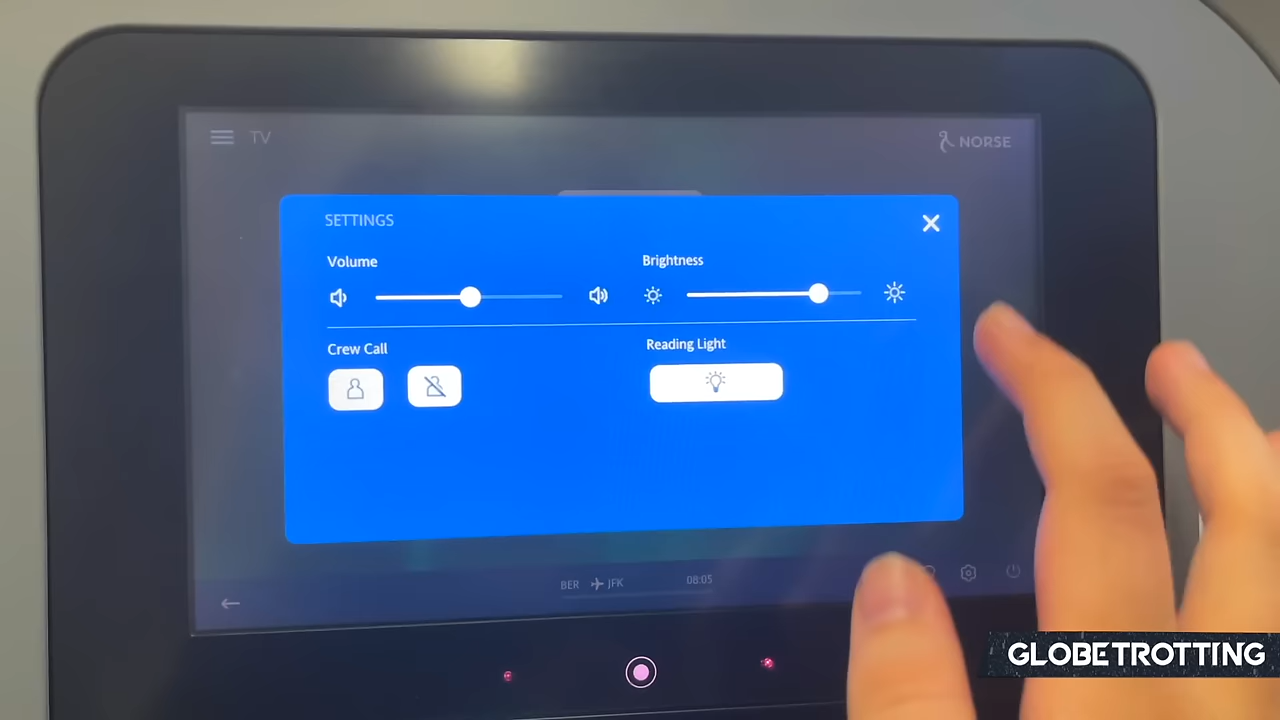 TV
NORSE
SETTINGS
Volume
Brightness
Crew Call
Reading Light
BER JFK 08:05
GLOBETROTTING